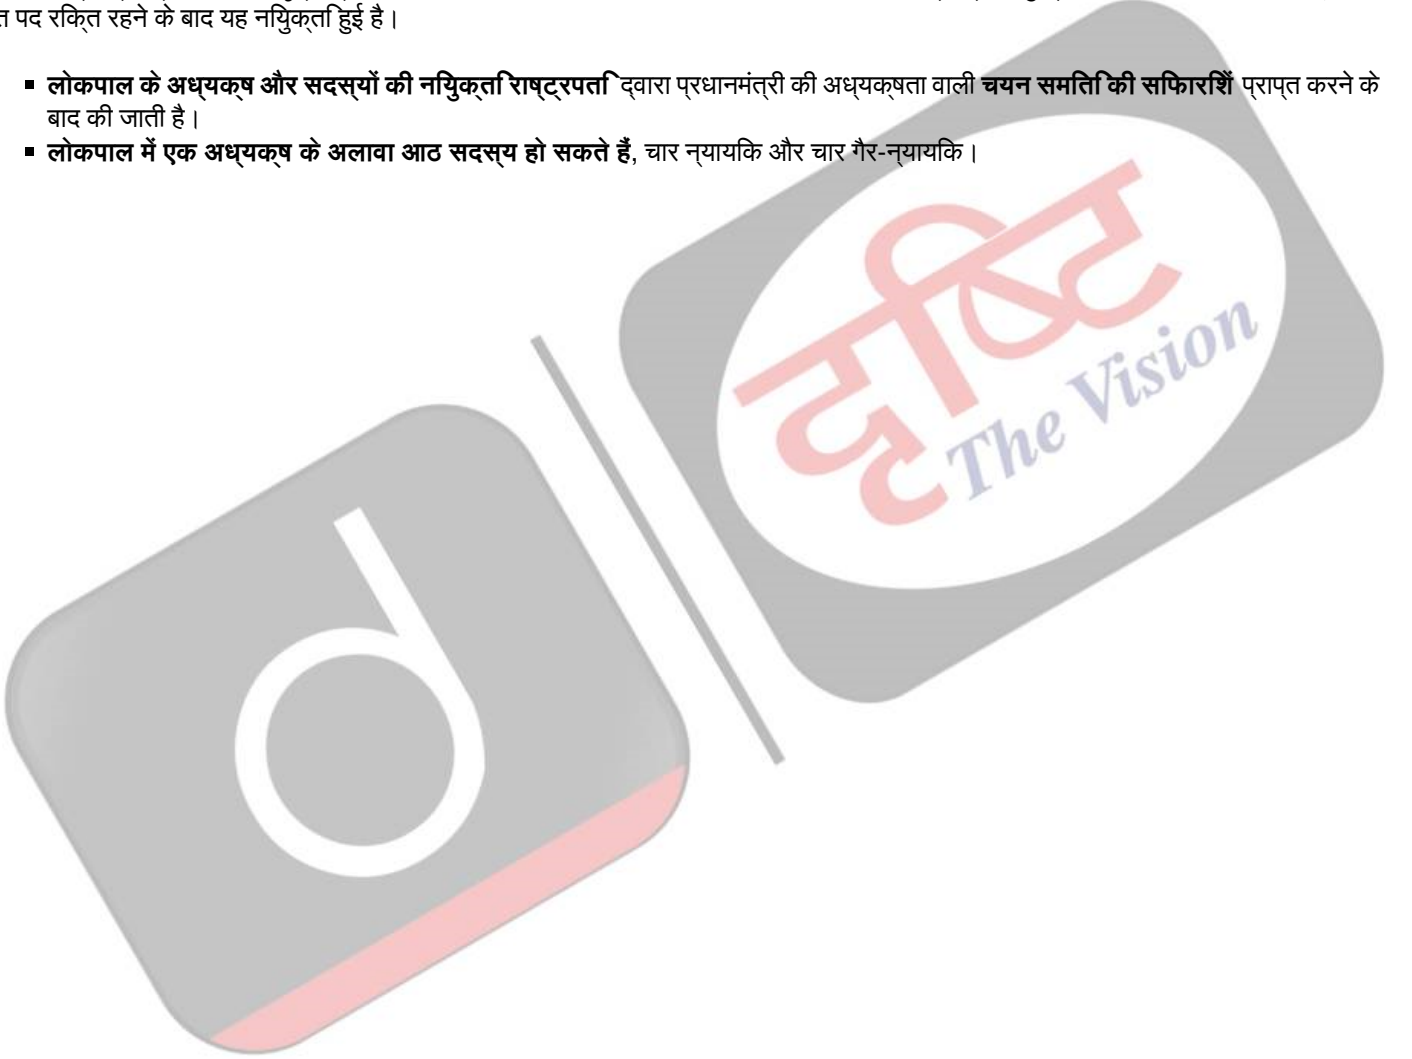 त पद रिक्त रहने के बाद यह नियुक्ति हुई है।
▪ लोकपाल के अध्यक्ष और सदस्यों की नियुक्ति राष्ट्रपति द्वारा प्रधानमंत्री की अध्यक्षता वाली चयन समिति की सिफारिशें प्राप्त करने के
बाद की जाती है।
▪ लोकपाल में एक अध्यक्ष के अलावा आठ सदस्य हो सकते हैं, चार न्यायिक और चार गैर-न्यायिक।
दृष्टि
The Vision
d